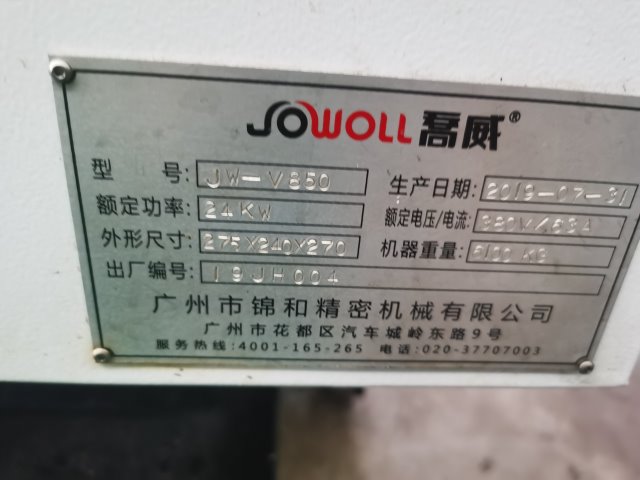 JOWOLL 喬威®
型 号: JW-V850 生产日期: 2019-07-31
额定功率: 24KW 额定电压/电流: 380V/63A
外形尺寸: 275X240X270 机器重量: 6100 KG
出厂编号: 19JH004
广州市锦和精密机械有限公司
广州市花都区汽车城岭东路9号
服务热线:4001-165-265 电话:020-37707003